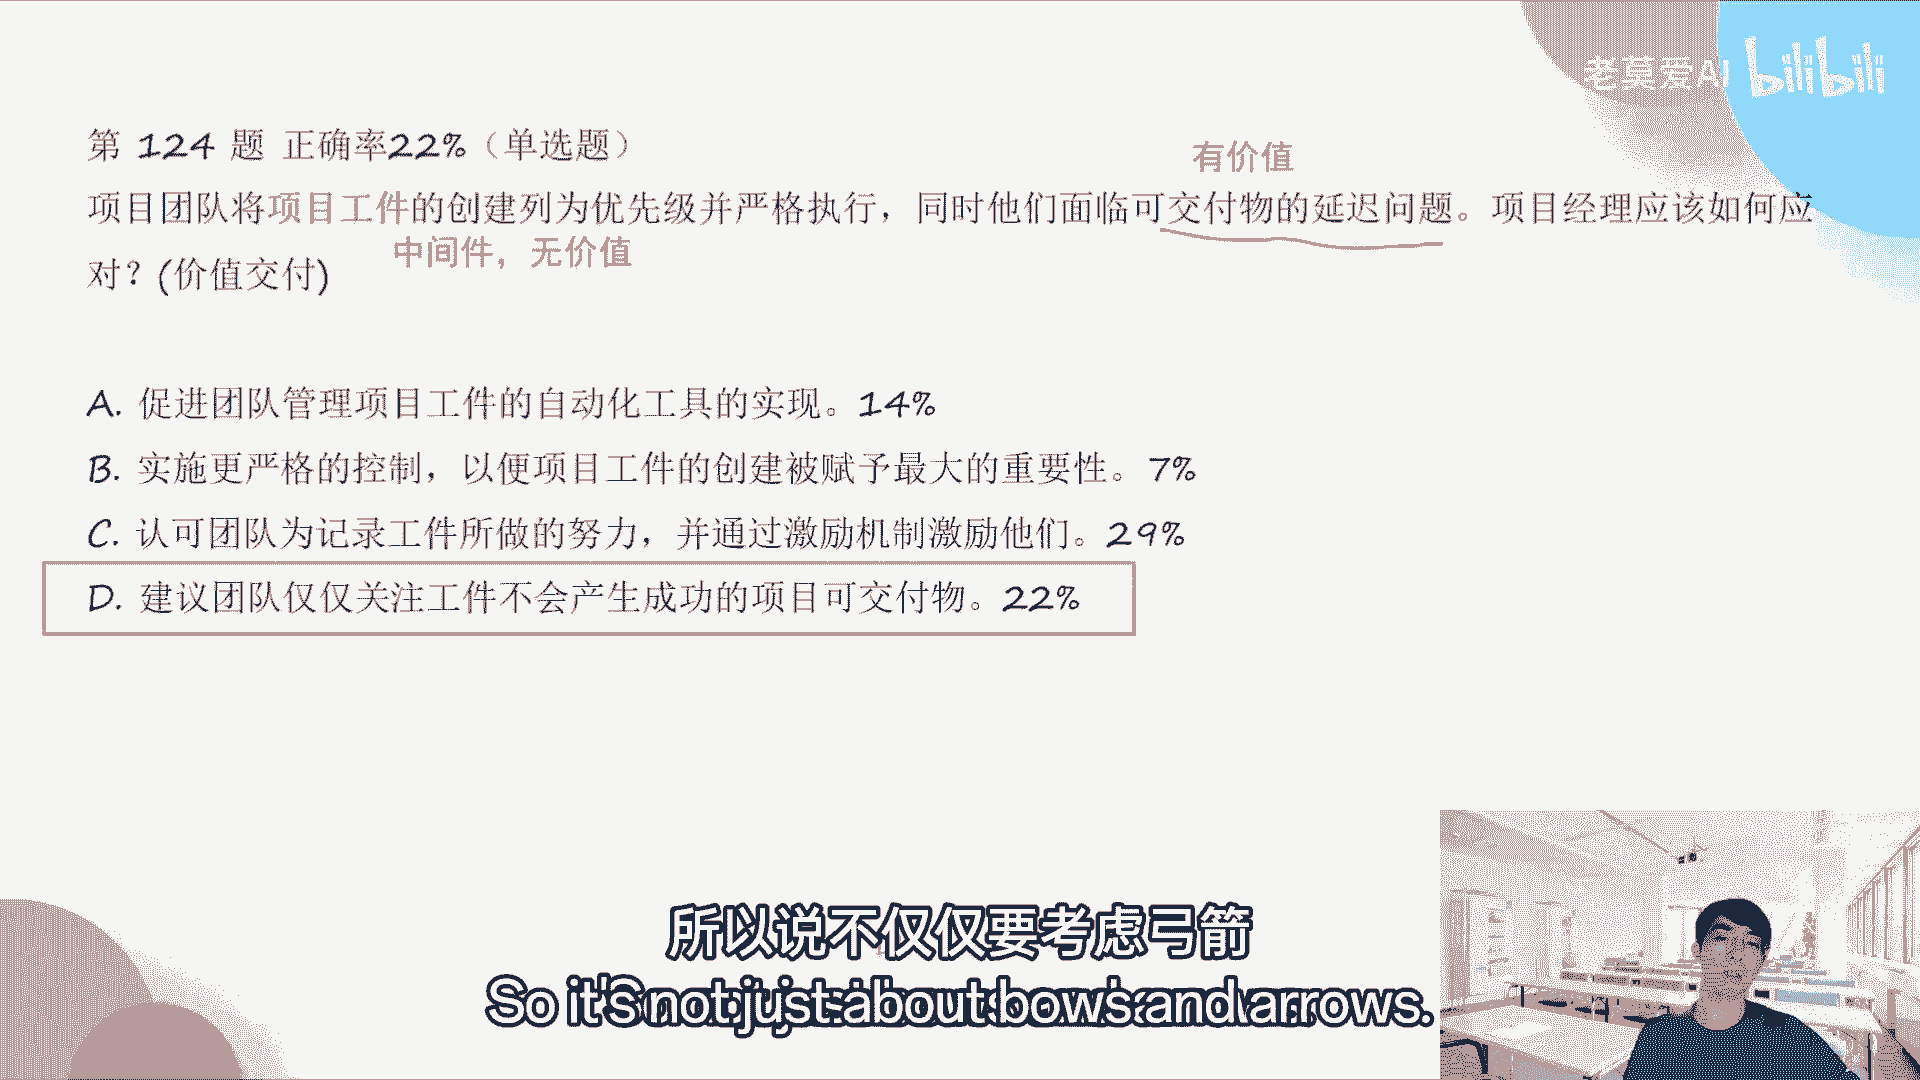 老莫爱AI bilibili
第 124 题 正确率22%（单选题）
有价值
项目团队将项目工件的创建列为优先级并严格执行，同时他们面临可交付物的延迟问题。项目经理应该如何应
中间件，无价值
对？(价值交付)
A. 促进团队管理项目工件的自动化工具的实现。14%
B. 实施更严格的控制，以便项目工件的创建被赋予最大的重要性。7%
C. 认可团队为记录工件所做的努力，并通过激励机制激励他们。29%
D. 建议团队仅仅关注工件不会产生成功的项目可交付物。22%
所以说不仅仅要考虑弓箭
So it's not just about bows and arrows.